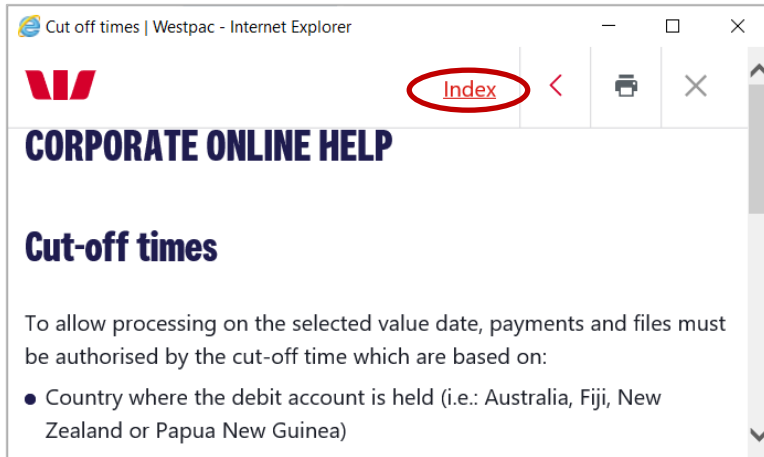 Cut off times | Westpac - Internet Explorer
Index
CORPORATE ONLINE HELP
Cut-off times
To allow processing on the selected value date, payments and files must
be authorised by the cut-off time which are based on:
● Country where the debit account is held (i.e.: Australia, Fiji, New
Zealand or Papua New Guinea)